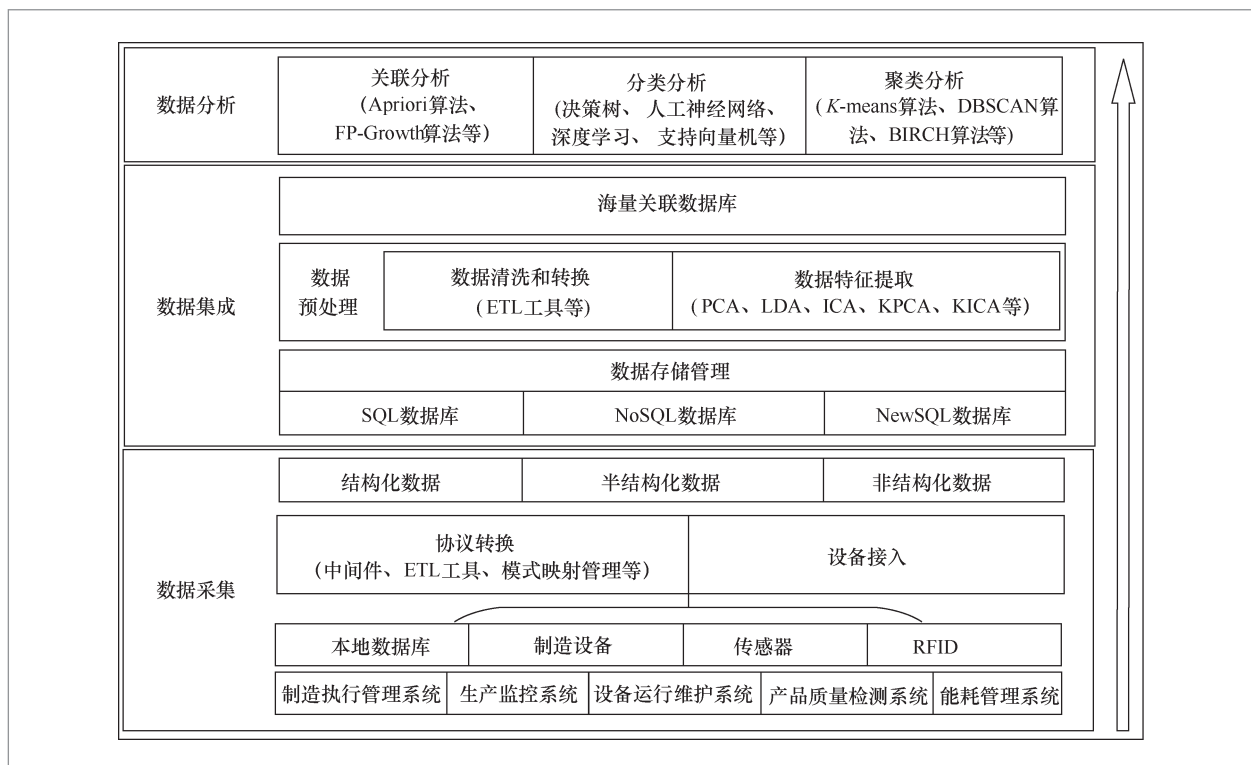 数据分析
关联分析
(Apriori算法、
FP-Growth算法等)
分类分析
(决策树、人工神经网络、
深度学习、支持向量机等)
聚类分析
(K-means算法、DBSCAN算
法、BIRCH算法等)
数据集成
海量关联数据库
数据
预处理
数据清洗和转换
(ETL工具等)
数据特征提取
(PCA、LDA、ICA、KPCA、KICA等)
数据存储管理
SQL数据库
NoSQL数据库
NewSQL数据库
数据采集
结构化数据
半结构化数据
非结构化数据
协议转换
(中间件、ETL工具、模式映射管理等)
设备接入
本地数据库
制造设备
传感器
RFID
制造执行管理系统
生产监控系统
设备运行维护系统
产品质量检测系统
能耗管理系统